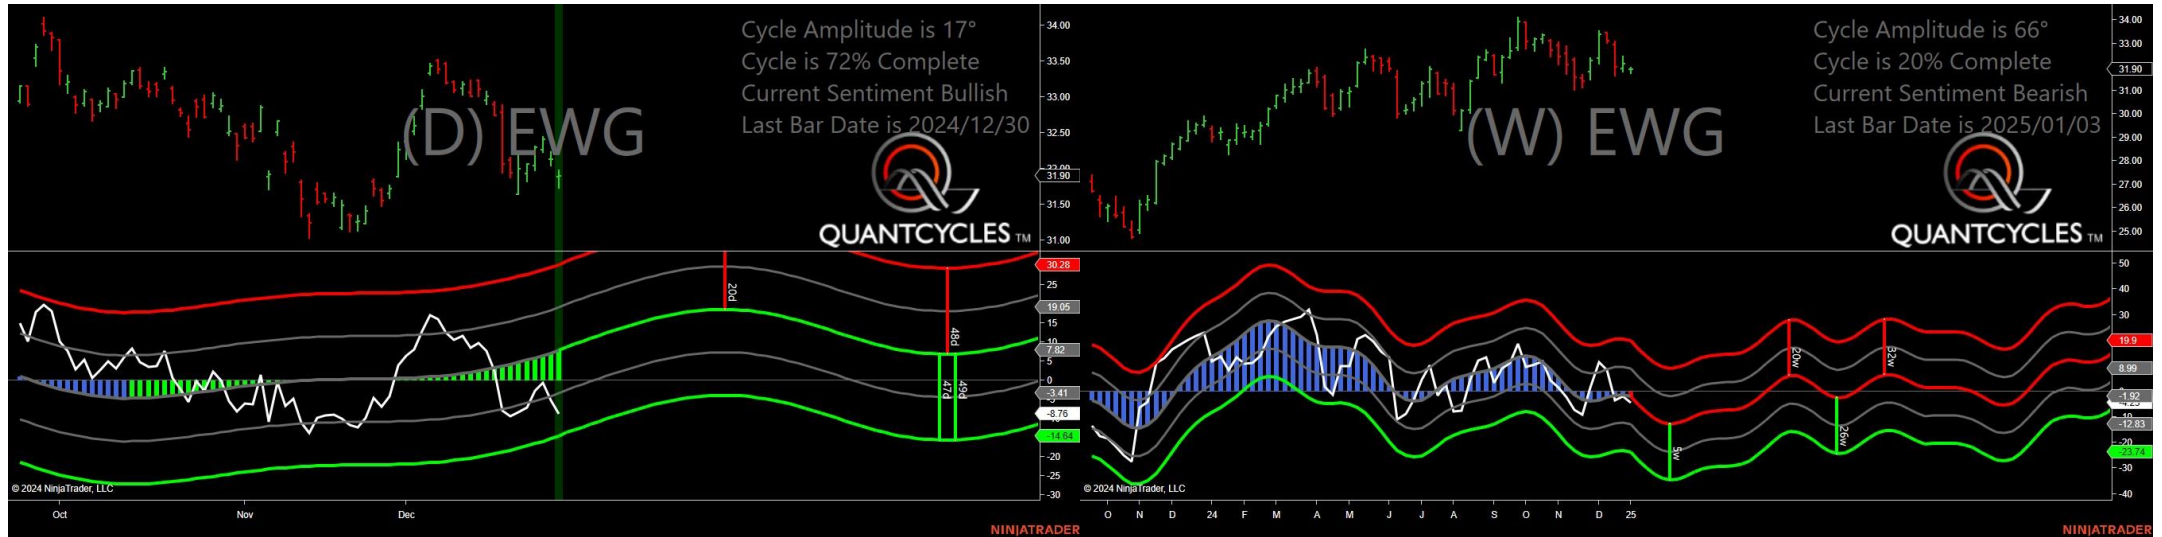 Cycle Amplitude is 17°
Cycle is 72% Complete
Current Sentiment Bullish
Last Bar Date is 2024/12/30
(D) EWG
QUANTCYCLES TM
34.00
33.50
33.00
32.50
32.00
31.90
31.50
31.00
30.28
25
19.05
15
10
7.82
5
0
-3.41
-5
-8.76
-14.64
-20
-25
-30
20d
48d
47d
49d
© 2024 NinjaTrader, LLC
Oct
Nov
Dec
NINJATRADER
Cycle Amplitude is 66°
Cycle is 20% Complete
Current Sentiment Bearish
Last Bar Date is 2025/01/03
(W) EWG
QUANTCYCLES TM
34.00
33.00
31.90
31.00
30.00
29.00
28.00
27.00
26.00
25.00
50
40
30
19.9
8.99
-1.92
-12.83
-20
-23.74
-30
-40
5w
20w
26w
32w
© 2024 NinjaTrader, LLC
O N D 24 F M A M J J A S O N D 25
NINJATRADER